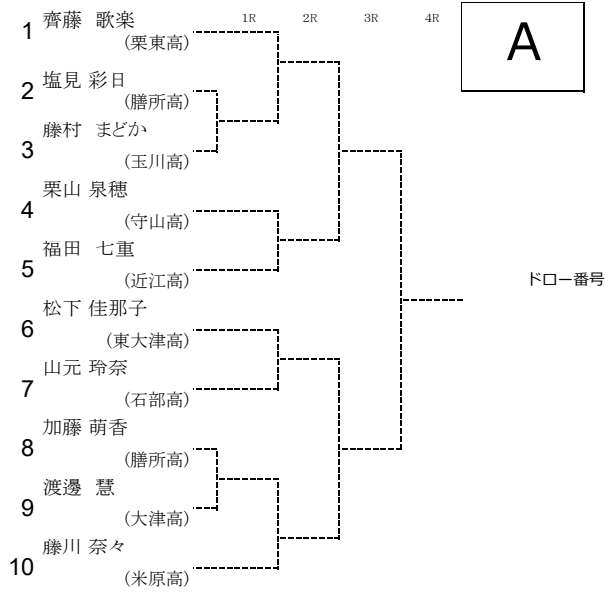 1R 2R 3R 4R
A
1 齊藤 歌楽
(栗東高)
2 塩見 彩日
(膳所高)
3 藤村 まどか
(玉川高)
4 栗山 泉穂
(守山高)
5 福田 七重
(近江高)
ドロー番号
6 松下 佳那子
(東大津高)
7 山元 玲奈
(石部高)
8 加藤 萌香
(膳所高)
9 渡邊 慧
(大津高)
10 藤川 奈々
(米原高)